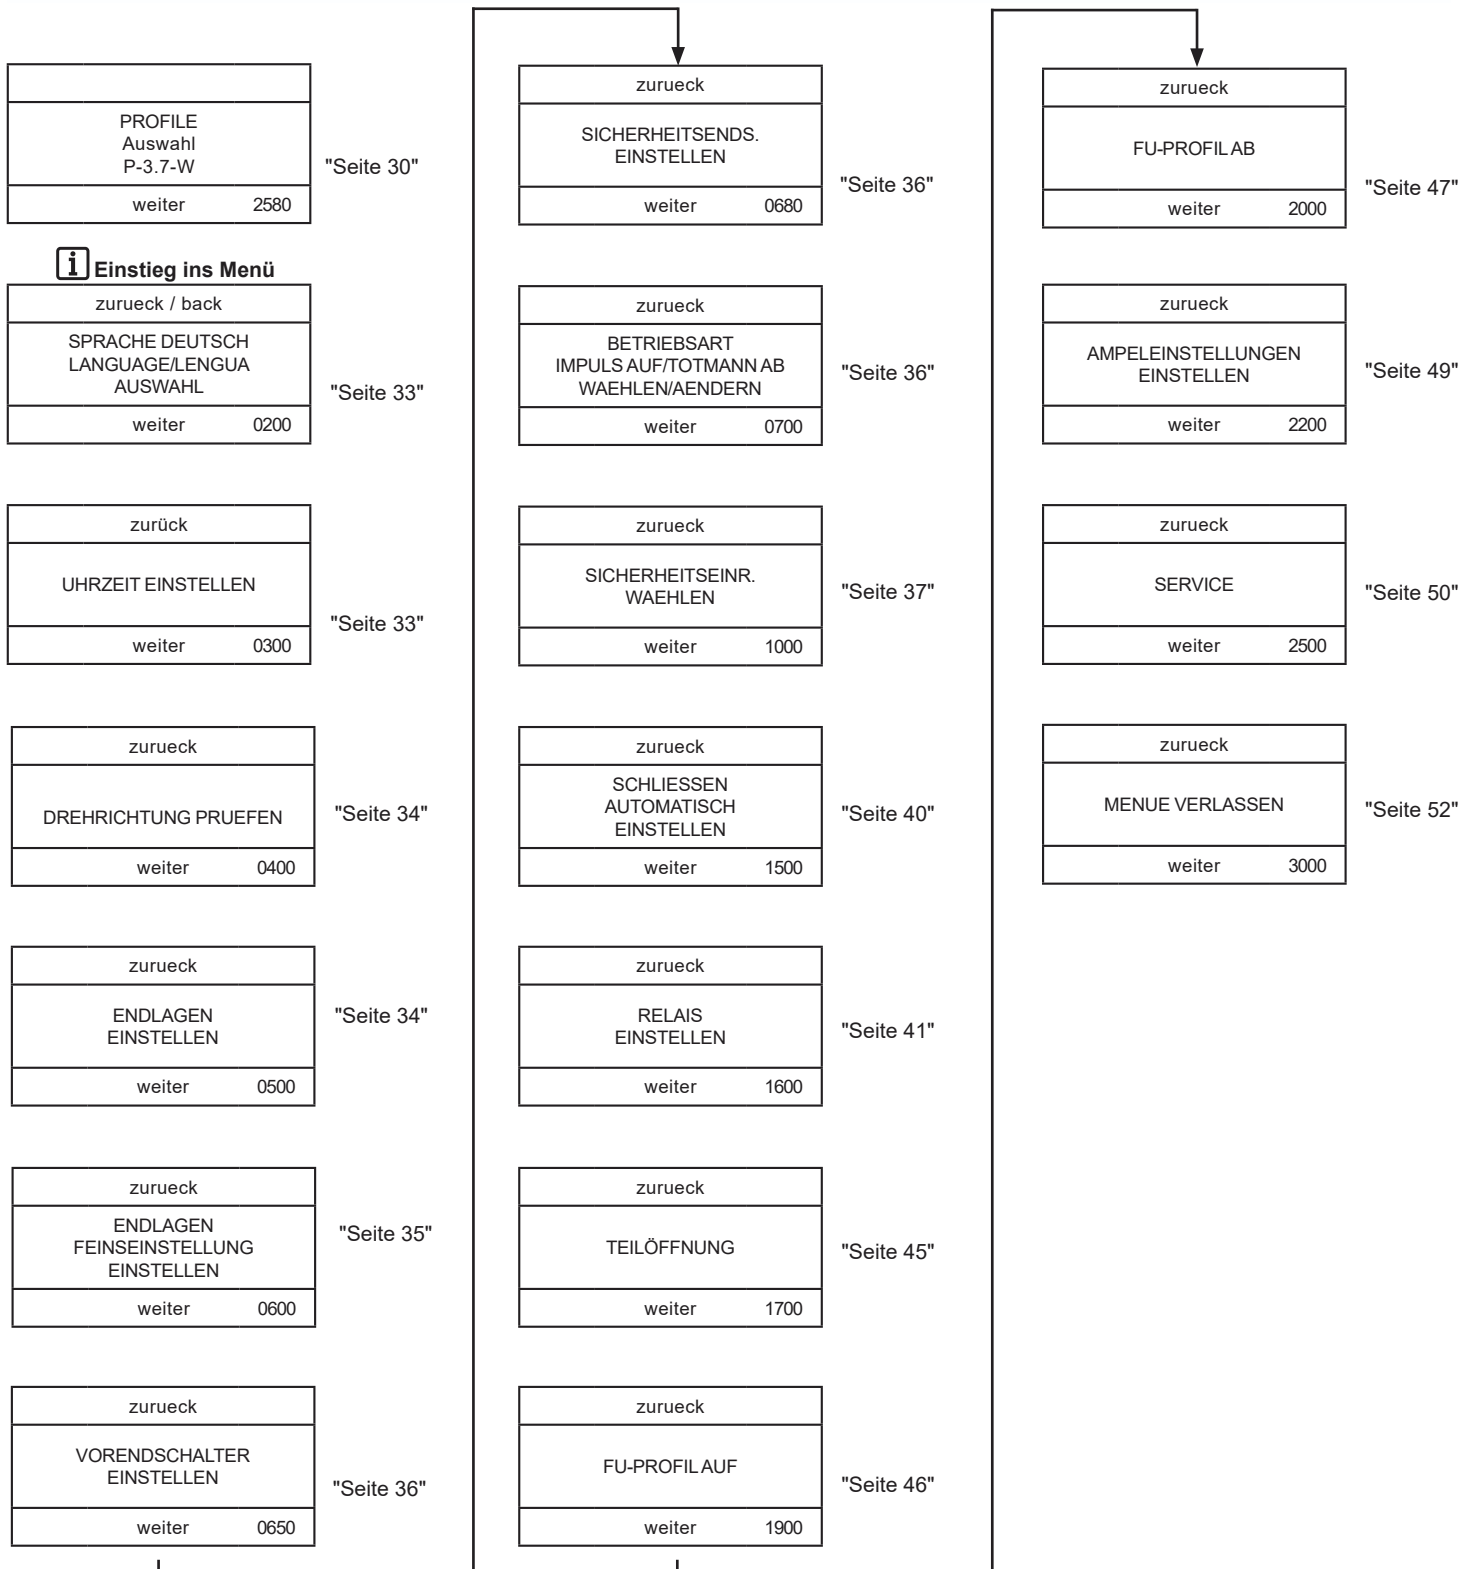 PROFILE
Auswahl
P-3.7-W
weiter 2580
"Seite 30"
i Einstieg ins Menü
zurueck / back
SPRACHE DEUTSCH
LANGUAGE/LENGUA
AUSWAHL
weiter 0200
"Seite 33"
zurück
UHRZEIT EINSTELLEN
weiter 0300
"Seite 33"
zurueck
DREHRICHTUNG PRUEFEN
weiter 0400
"Seite 34"
zurueck
ENDLAGEN
EINSTELLEN
weiter 0500
"Seite 34"
zurueck
ENDLAGEN
FEINSEINSTELLUNG
EINSTELLEN
weiter 0600
"Seite 35"
zurueck
VORENDSCHALTER
EINSTELLEN
weiter 0650
"Seite 36"
zurueck
SICHERHEITSENDS.
EINSTELLEN
weiter 0680
"Seite 36"
zurueck
BETRIEBSART
IMPULS AUF/TOTMANN AB
WAEHLEN/AENDERN
weiter 0700
"Seite 36"
zurueck
SICHERHEITSEINR.
WAEHLEN
weiter 1000
"Seite 37"
zurueck
SCHLIESSEN
AUTOMATISCH
EINSTELLEN
weiter 1500
"Seite 40"
zurueck
RELAIS
EINSTELLEN
weiter 1600
"Seite 41"
zurueck
TEILÖFFNUNG
weiter 1700
"Seite 45"
zurueck
FU-PROFIL AUF
weiter 1900
"Seite 46"
zurueck
FU-PROFIL AB
weiter 2000
"Seite 47"
zurueck
AMPELEINSTELLUNGEN
EINSTELLEN
weiter 2200
"Seite 49"
zurueck
SERVICE
weiter 2500
"Seite 50"
zurueck
MENUE VERLASSEN
weiter 3000
"Seite 52"